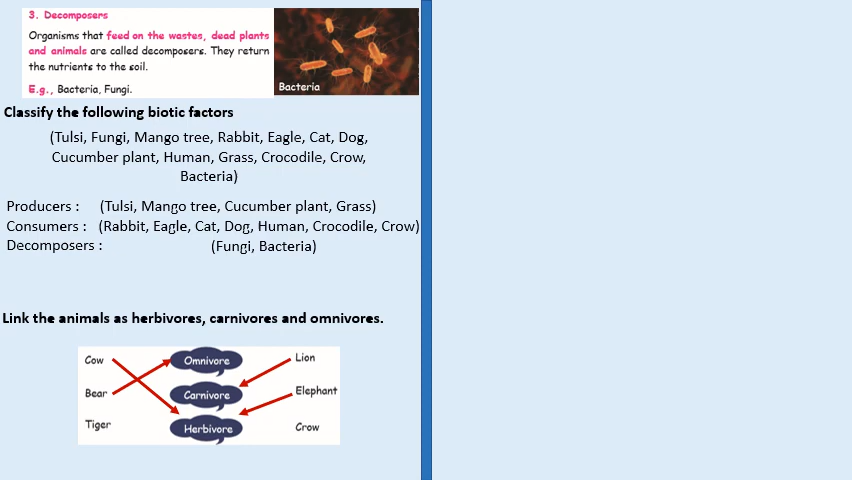 3. Decomposers
Organisms that feed on the wastes, dead plants
and animals are called decomposers. They return
the nutrients to the soil.
E.g., Bacteria, Fungi.
Bacteria
Classify the following biotic factors
(Tulsi, Fungi, Mango tree, Rabbit, Eagle, Cat, Dog,
Cucumber plant, Human, Grass, Crocodile, Crow,
Bacteria)
Producers : (Tulsi, Mango tree, Cucumber plant, Grass)
Consumers : (Rabbit, Eagle, Cat, Dog, Human, Crocodile, Crow)
Decomposers : (Fungi, Bacteria)
Link the animals as herbivores, carnivores and omnivores.
Cow Omnivore Lion
Bear Carnivore Elephant
Tiger Herbivore Crow